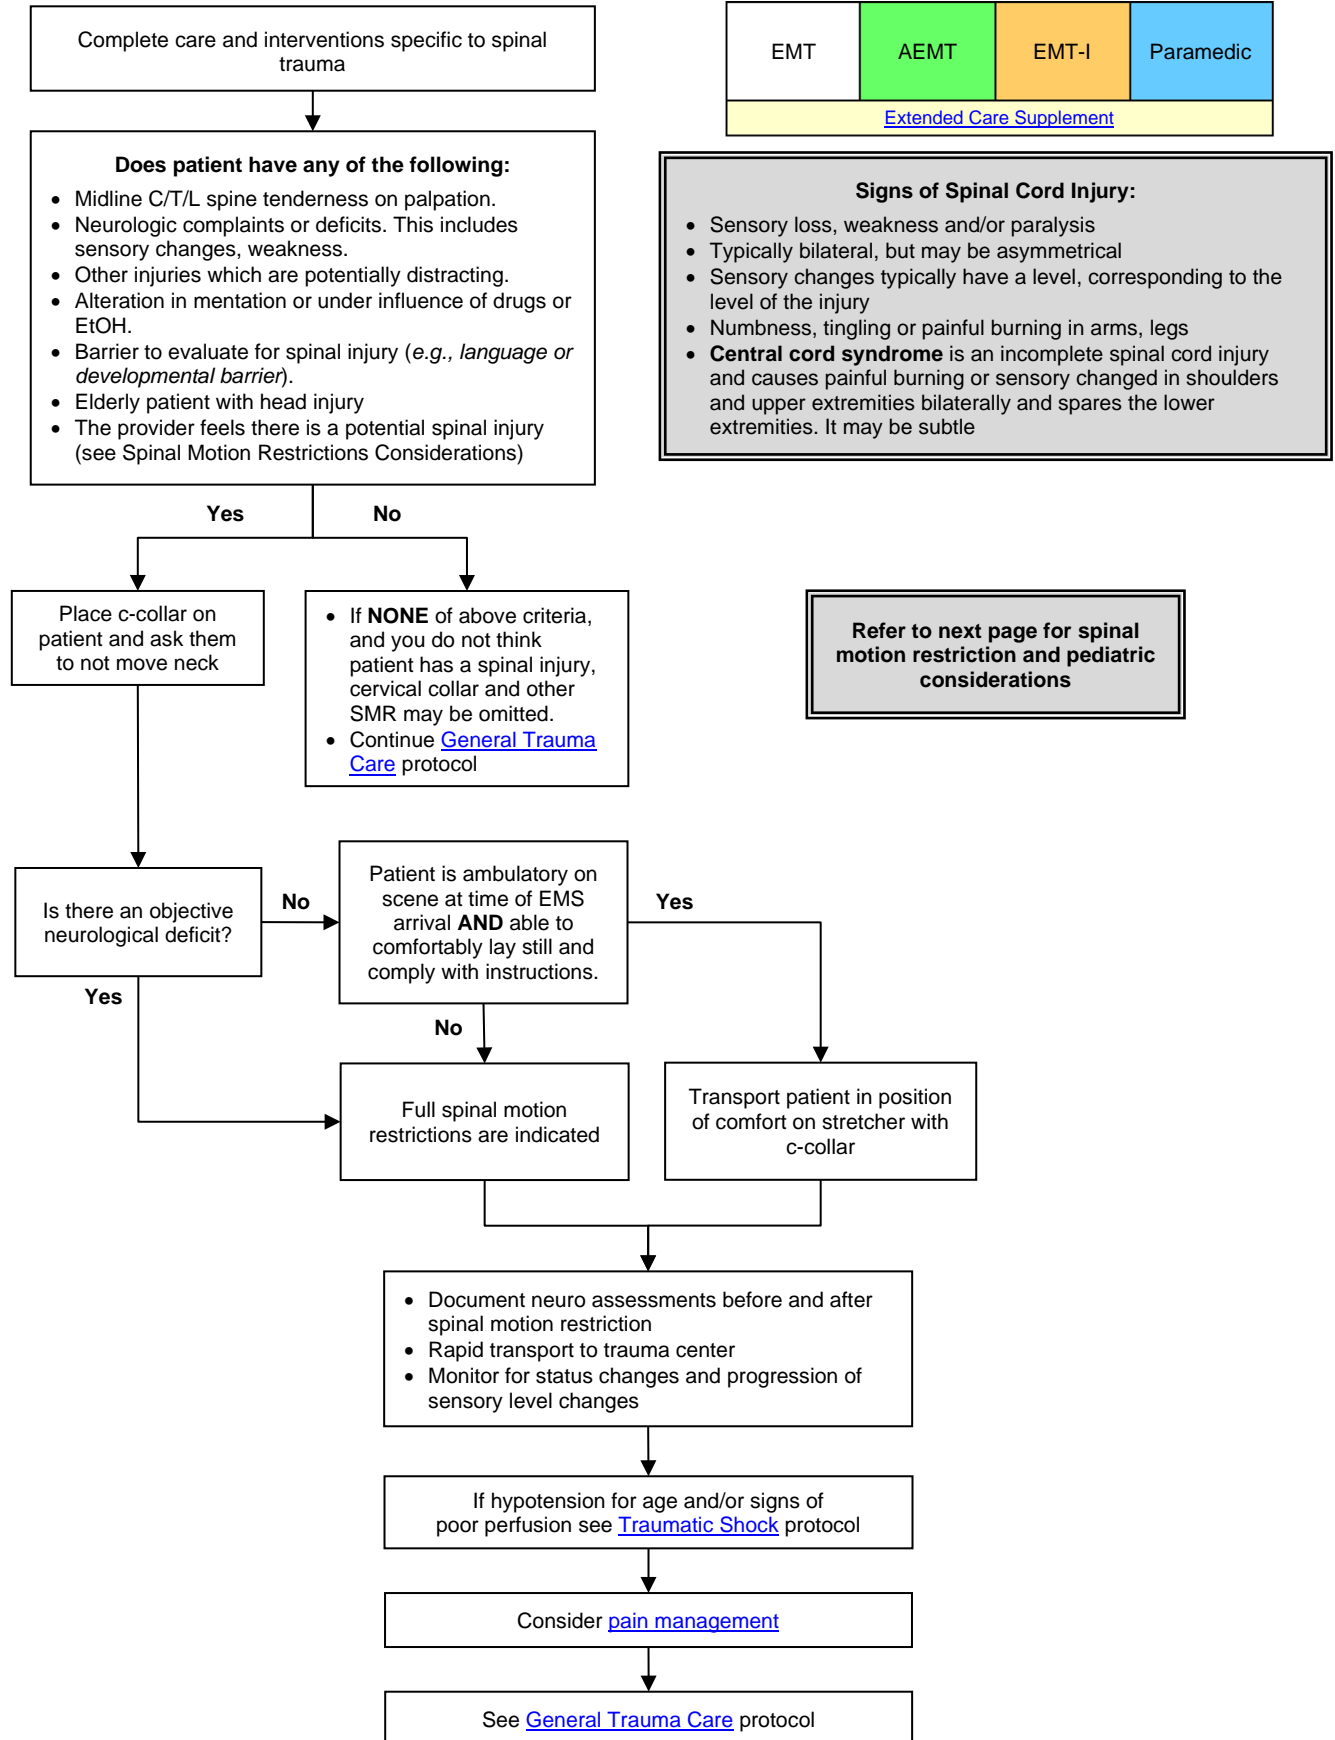 Complete care and interventions specific to spinal
trauma
EMT
AEMT
EMT-I
Paramedic
Extended Care Supplement
Does patient have any of the following:
• Midline C/T/L spine tenderness on palpation.
• Neurologic complaints or deficits. This includes
sensory changes, weakness.
• Other injuries which are potentially distracting.
• Alteration in mentation or under influence of drugs or
EtOH.
• Barrier to evaluate for spinal injury (e.g., language or
developmental barrier).
• Elderly patient with head injury
• The provider feels there is a potential spinal injury
(see Spinal Motion Restrictions Considerations)
Signs of Spinal Cord Injury:
• Sensory loss, weakness and/or paralysis
• Typically bilateral, but may be asymmetrical
• Sensory changes typically have a level, corresponding to the
level of the injury
• Numbness, tingling or painful burning in arms, legs
• Central cord syndrome is an incomplete spinal cord injury
and causes painful burning or sensory changed in shoulders
and upper extremities bilaterally and spares the lower
extremities. It may be subtle
Yes
No
Place c-collar on
patient and ask them
to not move neck
• If NONE of above criteria,
and you do not think
patient has a spinal injury,
cervical collar and other
SMR may be omitted.
• Continue General Trauma
Care protocol
Refer to next page for spinal
motion restriction and pediatric
considerations
Is there an objective
neurological deficit?
No
Patient is ambulatory on
scene at time of EMS
arrival AND able to
comfortably lay still and
comply with instructions.
Yes
Yes
No
Full spinal motion
restrictions are indicated
Transport patient in position
of comfort on stretcher with
c-collar
• Document neuro assessments before and after
spinal motion restriction
• Rapid transport to trauma center
• Monitor for status changes and progression of
sensory level changes
If hypotension for age and/or signs of
poor perfusion see Traumatic Shock protocol
Consider pain management
See General Trauma Care protocol